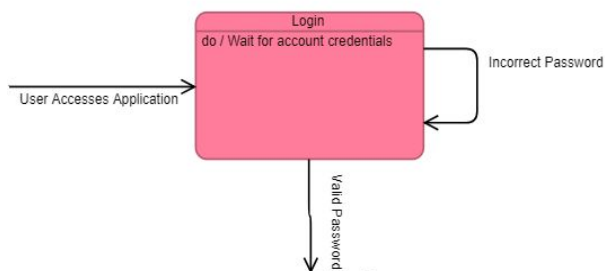 Login
do / Wait for account credentials
Incorrect Password
User Accesses Application
Valid Password